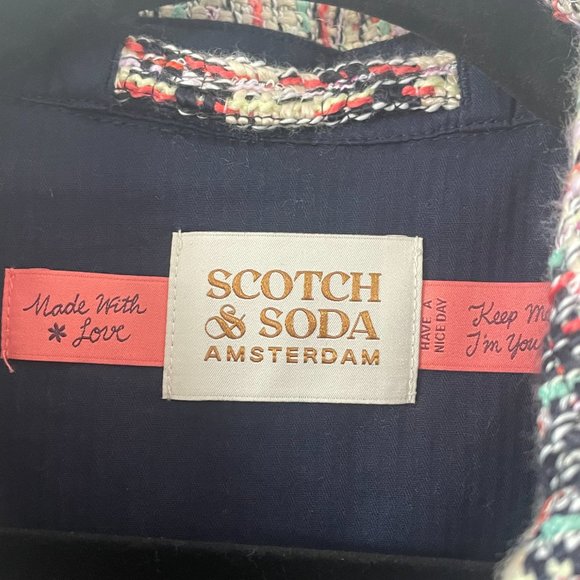 Made With
* Love
SCOTCH
& SODA
AMSTERDAM
HAVE A
NICE DAY
Keep Me
I'm You